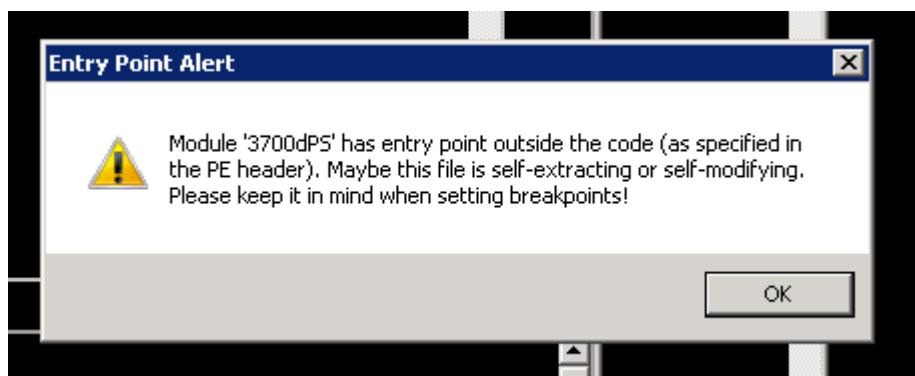 Entry Point Alert
Module '3700dPS' has entry point outside the code (as specified in
the PE header). Maybe this file is self-extracting or self-modifying.
Please keep it in mind when setting breakpoints!
OK